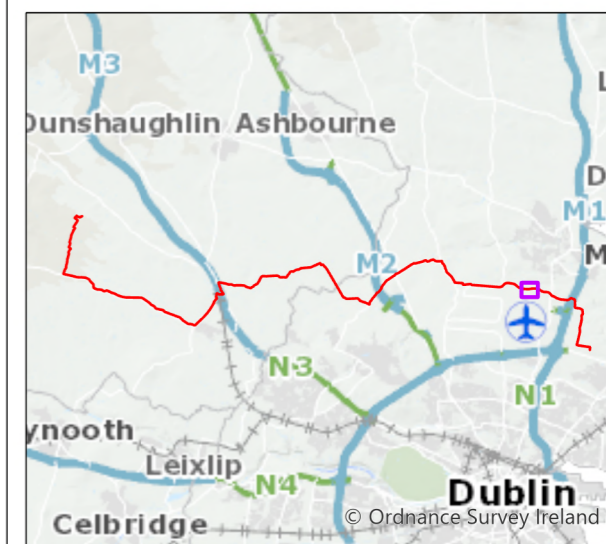 M3
Dunshaughlin
Ashbourne
M1
M2
N3
N1
ynooth
Leixlip
N4
Dublin
Celbridge
© Ordnance Survey Ireland